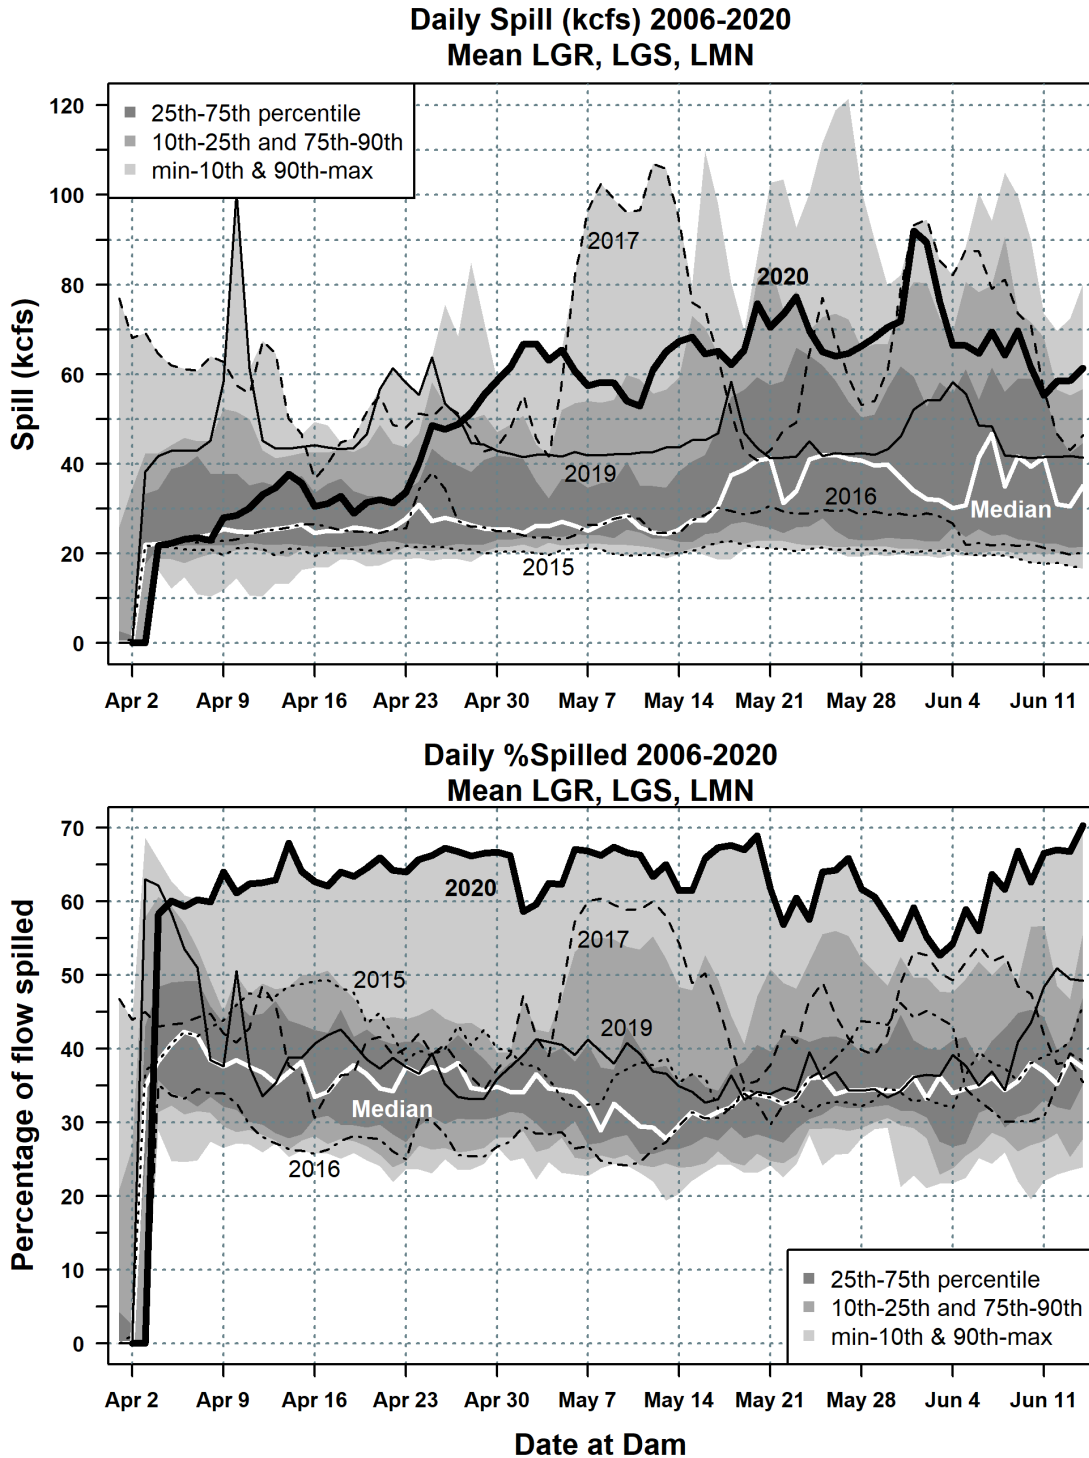 Daily Spill (kcfs) 2006-2020
Mean LGR, LGS, LMN
25th-75th percentile
10th-25th and 75th-90th
min-10th & 90th-max
Spill (kcfs)
120
100
80
60
40
20
0
2017
2020
2019
2016
Median
2015
Apr 2 Apr 9 Apr 16 Apr 23 Apr 30 May 7 May 14 May 21 May 28 Jun 4 Jun 11
Daily %Spilled 2006-2020
Mean LGR, LGS, LMN
Percentage of flow spilled
70
60
50
40
30
20
10
0
2020
2017
2015
2019
Median
2016
25th-75th percentile
10th-25th and 75th-90th
min-10th & 90th-max
Apr 2 Apr 9 Apr 16 Apr 23 Apr 30 May 7 May 14 May 21 May 28 Jun 4 Jun 11
Date at Dam